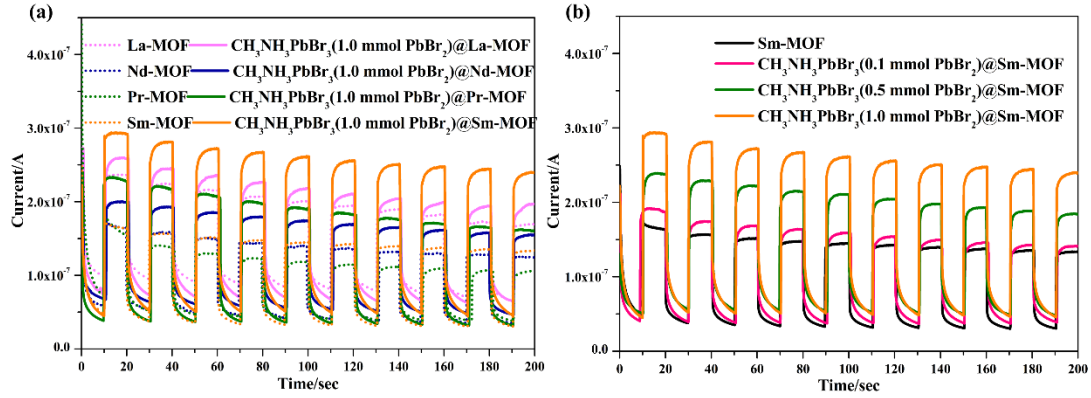 (a)
4.0x10⁻⁷
3.0x10⁻⁷
2.0x10⁻⁷
1.0x10⁻⁷
0.0
Current/A
La-MOF CH₃NH₃PbBr₃(1.0 mmol PbBr₂)@La-MOF
Nd-MOF CH₃NH₃PbBr₃(1.0 mmol PbBr₂)@Nd-MOF
Pr-MOF CH₃NH₃PbBr₃(1.0 mmol PbBr₂)@Pr-MOF
Sm-MOF CH₃NH₃PbBr₃(1.0 mmol PbBr₂)@Sm-MOF
0 20 40 60 80 100 120 140 160 180 200
Time/sec
(b)
4.0x10⁻⁷
3.0x10⁻⁷
2.0x10⁻⁷
1.0x10⁻⁷
0.0
Current/A
Sm-MOF
CH₃NH₃PbBr₃(0.1 mmol PbBr₂)@Sm-MOF
CH₃NH₃PbBr₃(0.5 mmol PbBr₂)@Sm-MOF
CH₃NH₃PbBr₃(1.0 mmol PbBr₂)@Sm-MOF
0 20 40 60 80 100 120 140 160 180 200
Time/sec